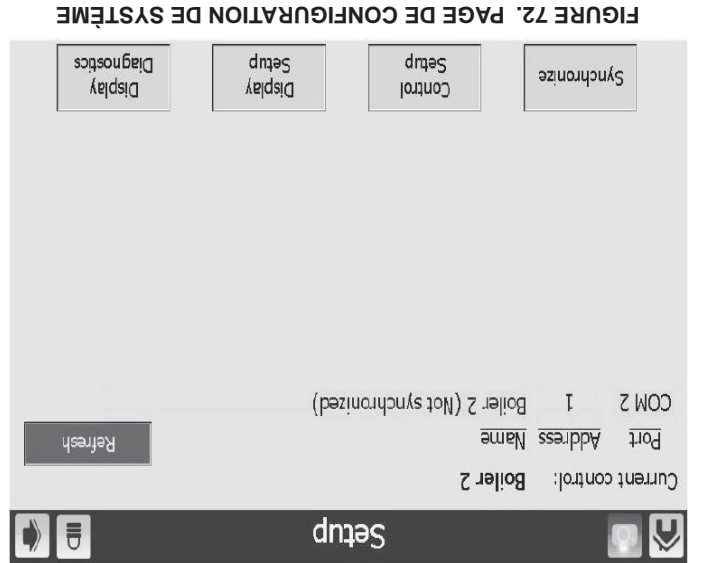 Setup
Current control: Boiler 2
Port Address Name
COM 2 1 Boiler 2 (Not synchronized)
Refresh
Synchronize
Control
Setup
Display
Setup
Display
Diagnostics
FIGURE 72. PAGE DE CONFIGURATION DE SYSTÈME